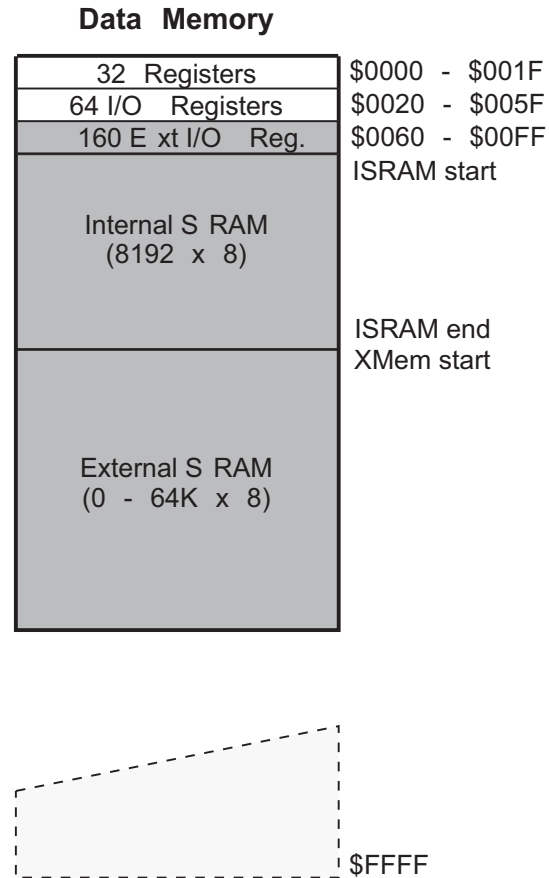 Data Memory
32 Registers $0000 - $001F
64 I/O Registers $0020 - $005F
160 E xt I/O Reg. $0060 - $00FF
ISRAM start
Internal S RAM
(8192 x 8)
ISRAM end
XMem start
External S RAM
(0 - 64K x 8)
$FFFF